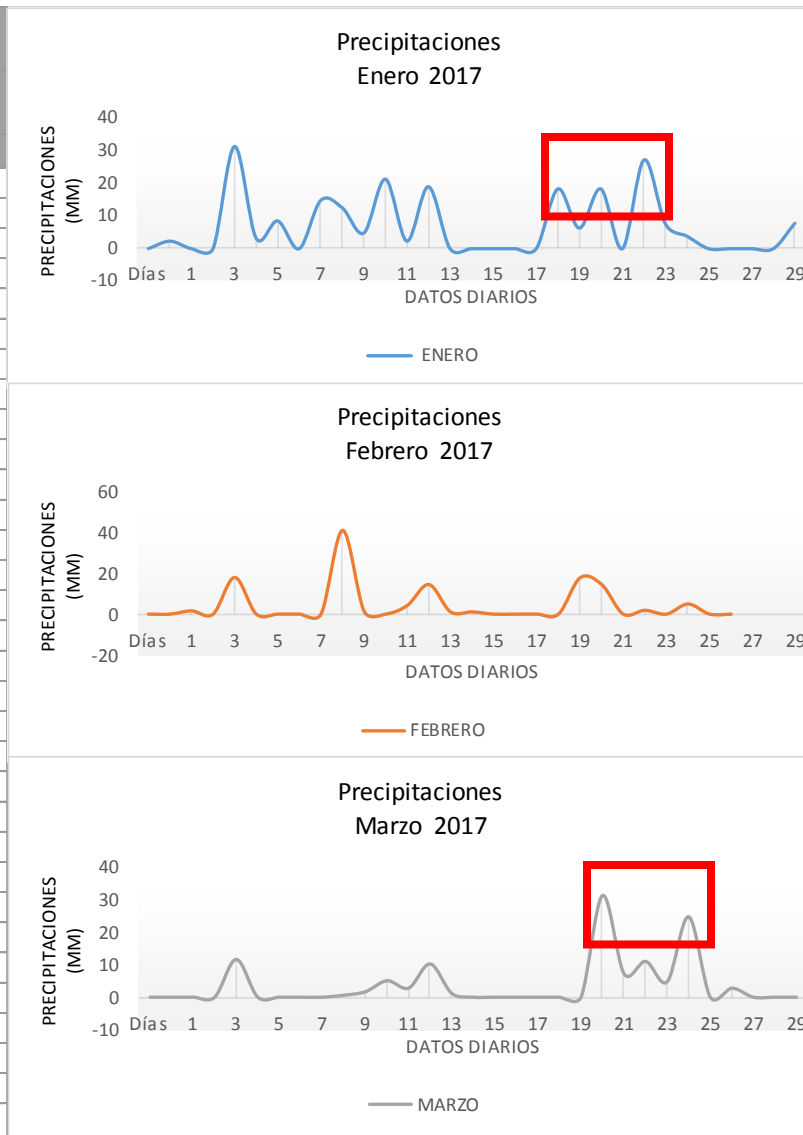 Precipitaciones
Enero 2017
PRECIPITACIONES
(MM)
40
30
20
10
0
-10
Días 1 3 5 7 9 11 13 15 17 19 21 23 25 27 29
DATOS DIARIOS
ENERO
Precipitaciones
Febrero 2017
PRECIPITACIONES
(MM)
60
40
20
0
-20
Días 1 3 5 7 9 11 13 15 17 19 21 23 25 27 29
DATOS DIARIOS
FEBRERO
Precipitaciones
Marzo 2017
PRECIPITACIONES
(MM)
40
30
20
10
0
-10
Días 1 3 5 7 9 11 13 15 17 19 21 23 25 27 29
DATOS DIARIOS
MARZO